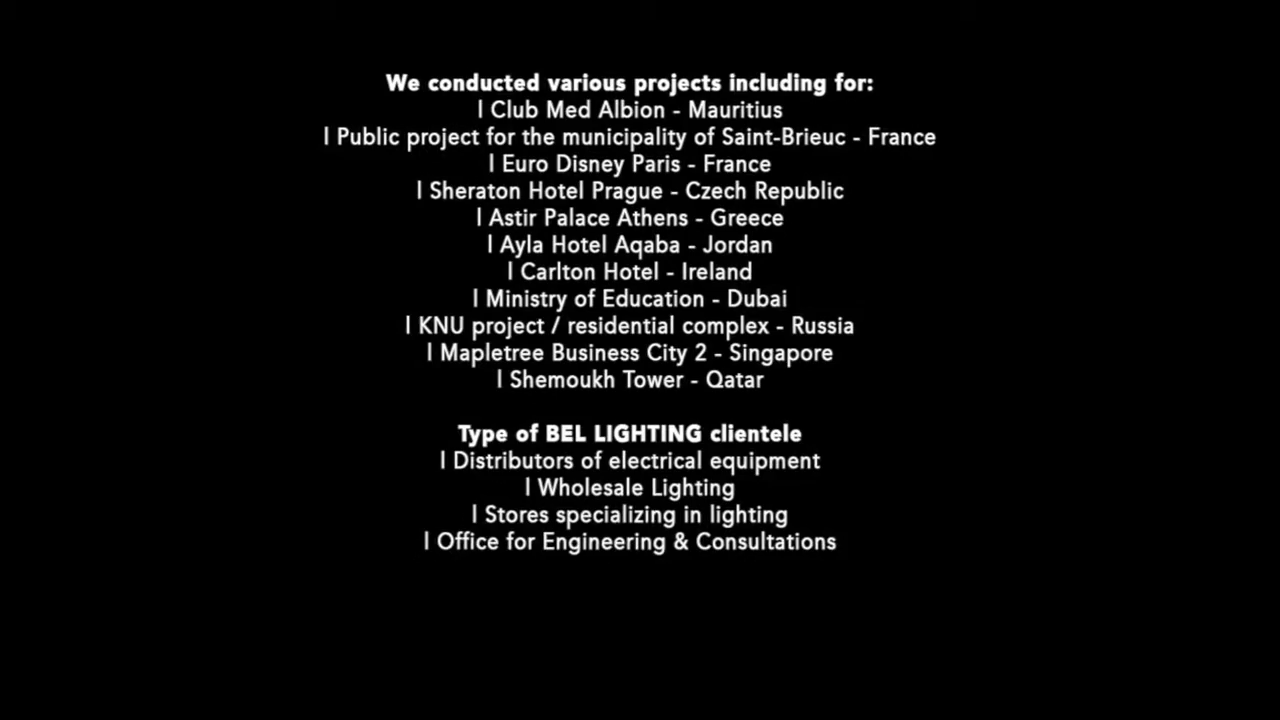 We conducted various projects including for:
l Club Med Albion - Mauritius
l Public project for the municipality of Saint-Brieuc - France
l Euro Disney Paris - France
l Sheraton Hotel Prague - Czech Republic
l Astir Palace Athens - Greece
l Ayla Hotel Aqaba - Jordan
l Carlton Hotel - Ireland
l Ministry of Education - Dubai
l KNU project / residential complex - Russia
l Mapletree Business City 2 - Singapore
l Shemoukh Tower - Qatar
Type of BEL LIGHTING clientele
l Distributors of electrical equipment
l Wholesale Lighting
l Stores specializing in lighting
l Office for Engineering & Consultations